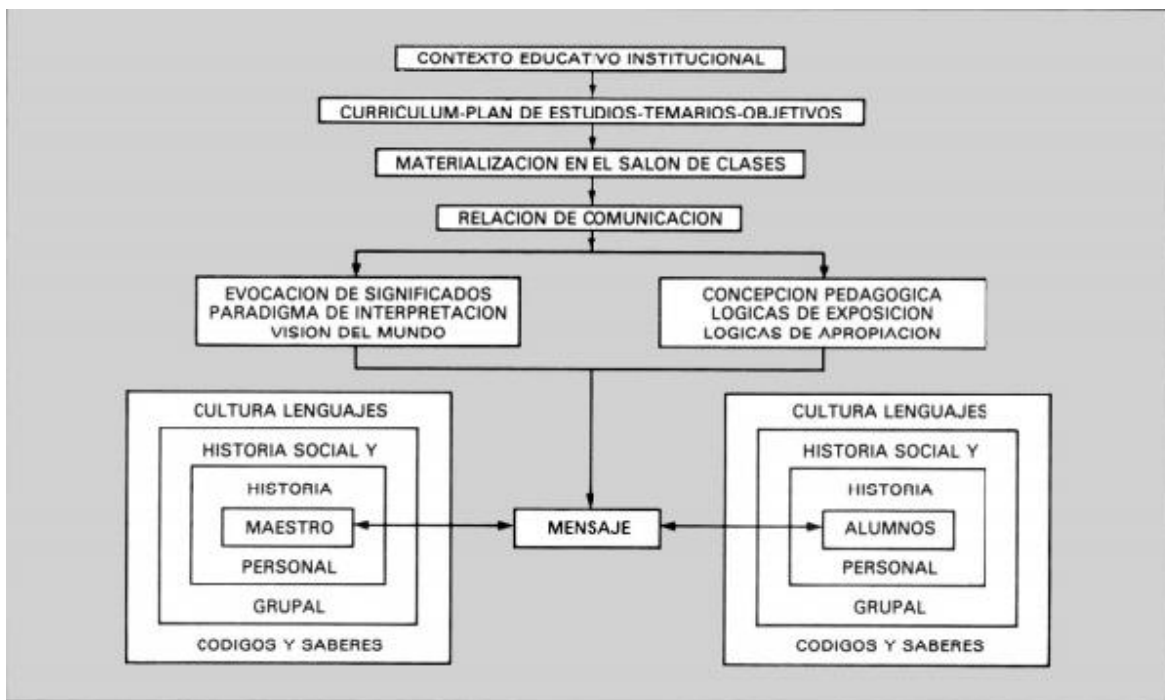 CONTEXTO EDUCATIVO INSTITUCIONAL
CURRICULUM-PLAN DE ESTUDIOS-TEMARIOS-OBJETIVOS
MATERIALIZACION EN EL SALON DE CLASES
RELACION DE COMUNICACION
EVOCACION DE SIGNIFICADOS
PARADIGMA DE INTERPRETACION
VISION DEL MUNDO
CONCEPCION PEDAGOGICA
LOGICAS DE EXPOSICION
LOGICAS DE APROPIACION
CULTURA LENGUAJES
HISTORIA SOCIAL Y
HISTORIA
MAESTRO
PERSONAL
GRUPAL
CODIGOS Y SABERES
MENSAJE
CULTURA LENGUAJES
HISTORIA SOCIAL Y
HISTORIA
ALUMNOS
PERSONAL
GRUPAL
CODIGOS Y SABERES